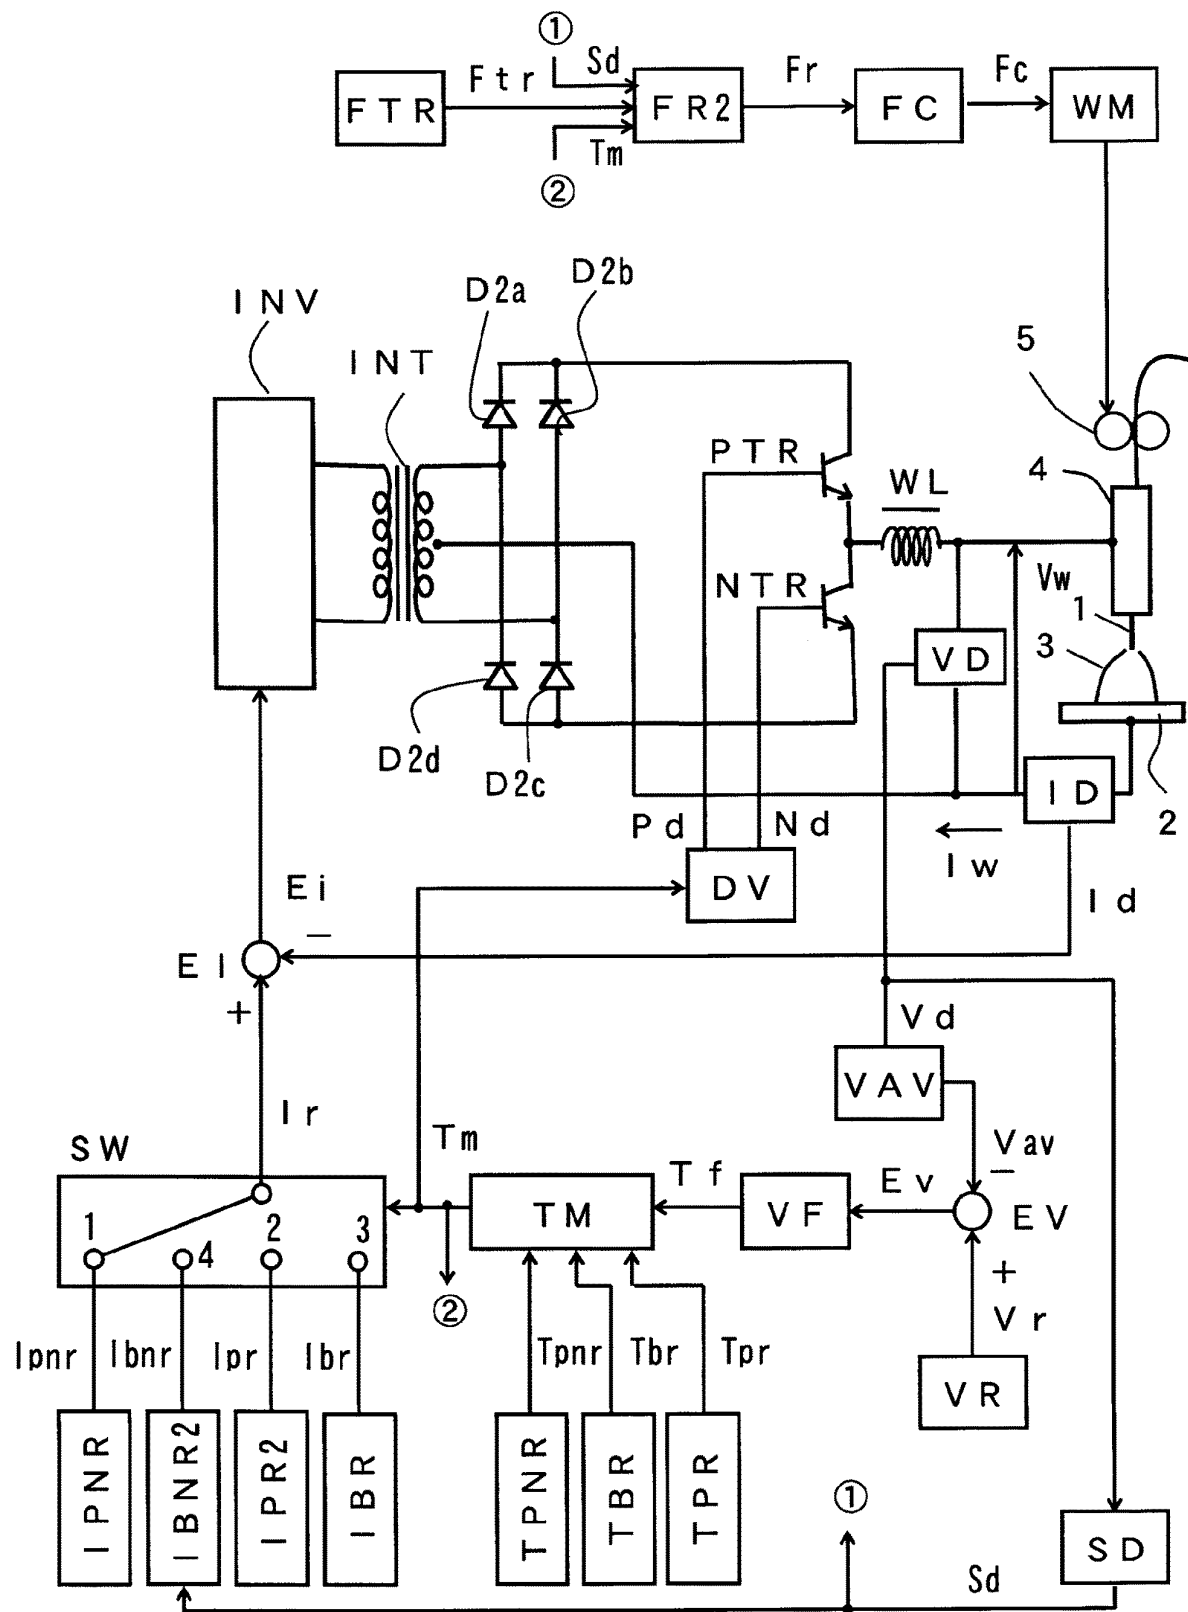 ①
Ftr
Sd
Fr
Fc
FTR
FR2
FC
WM
Tm
②
INV
D2a
D2b
INT
5
PTR
WL
4
NTR
Vw
1
VD
3
D2d
D2c
2
ID
Pd
Nd
Iw
DV
Id
Ei
−
EI
+
Vd
VAV
Ir
Tm
Vav
SW
Tf
Ev
−
TM
VF
EV
1
4
2
3
②
+
Vr
Ipnr
Ibnr
Ipr
Ibr
Tpnr
Tbr
Tpr
VR
IPNR
IBNR2
IPR2
IBR
TPNR
TBR
TPR
①
SD
Sd